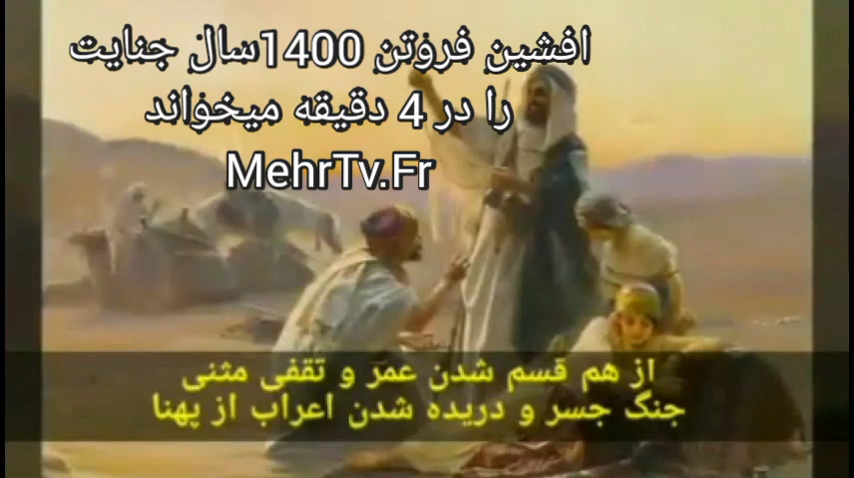 افشین فروتن 1400سال جنایت
را در 4 دقیقه میخواند
MehrTv.Fr
از هم قسم شدن عمر و تقفی مثنی
جنگ جسر و دریده شدن اعراب از پهنا